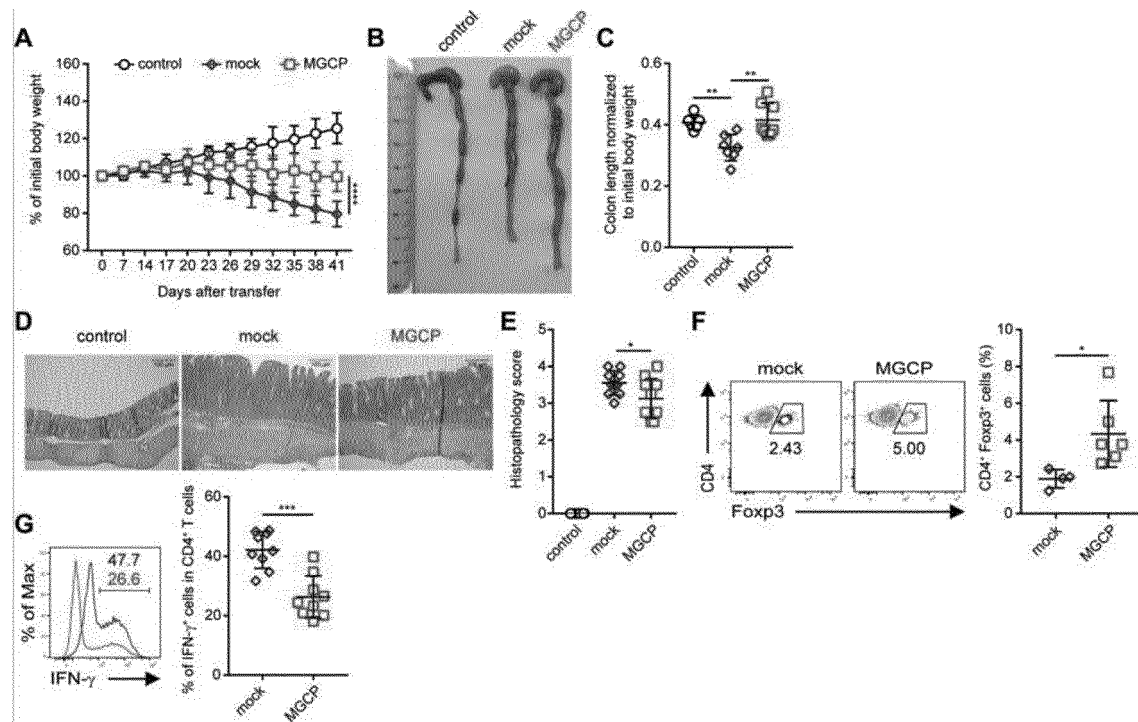 A
control
mock
MGCP
% of initial body weight
160
140
120
100
80
60
0 7 14 17 20 23 26 29 32 35 38 41
Days after transfer
****
B
control
mock
MGCP
C
Colon length normalized
to initial body weight
0.6
0.4
0.2
0.0
** **
control
mock
MGCP
D
control
mock
MGCP
E
Histopathology score
5
4
3
2
1
0
*
control
mock
MGCP
F
mock
MGCP
2.43
5.00
CD4
Foxp3
CD4⁺ Foxp3⁺ cells (%)
10
8
6
4
2
0
*
mock
MGCP
G
% of Max
47.7
26.6
IFN-γ
% of IFN-γ⁺ cells in CD4⁺ T cells
60
40
20
0
***
mock
MGCP